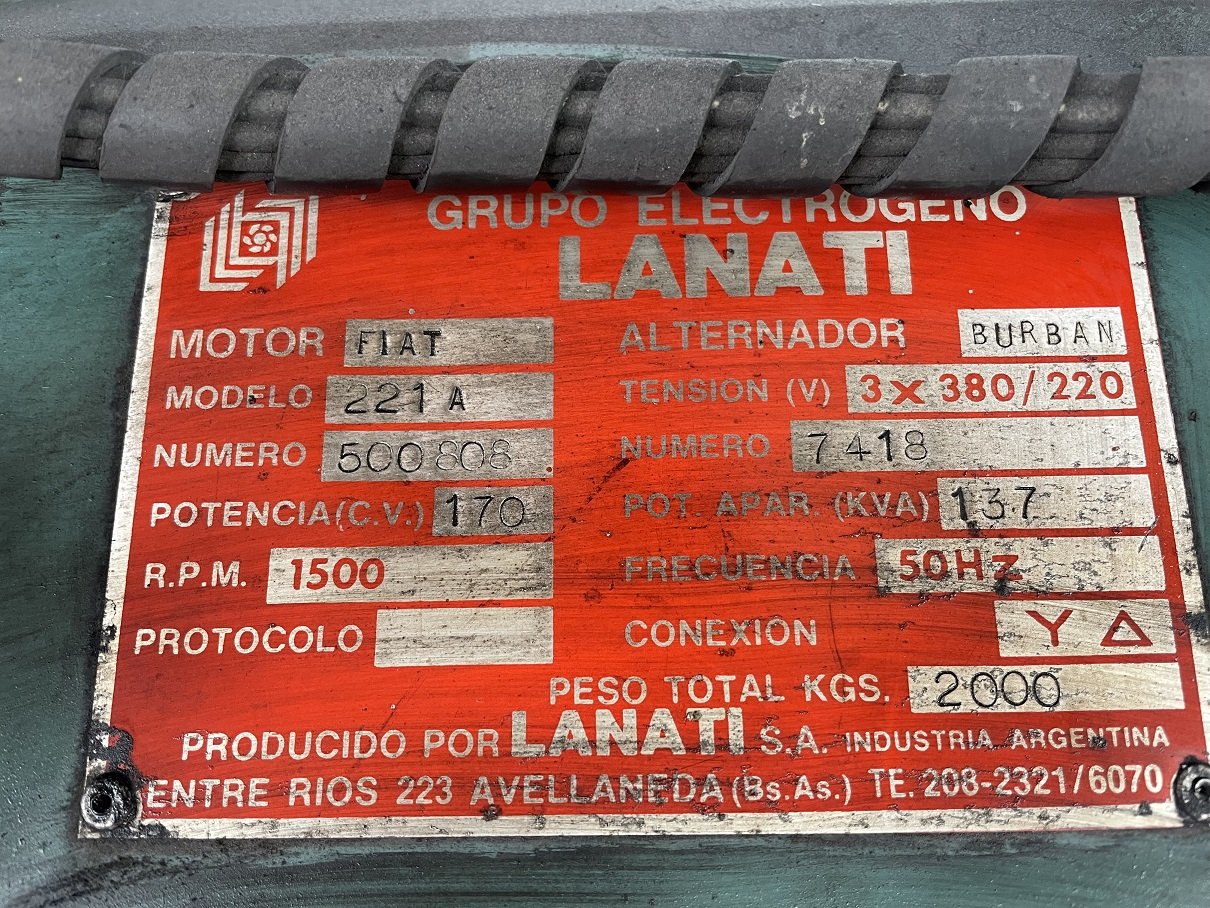 GRUPO ELECTROGENO
LANATI
MOTOR FIAT
ALTERNADOR BURBAN
MODELO 221 A
TENSION (V) 3 x 380/220
NUMERO 500808
NUMERO 7418
POTENCIA (C.V.) 170
POT. APAR. (KVA) 137
R.P.M. 1500
FRECUENCIA 50Hz
PROTOCOLO
CONEXION Y Δ
PESO TOTAL KGS. 2000
PRODUCIDO POR LANATI S.A. INDUSTRIA ARGENTINA
ENTRE RIOS 223 AVELLANEDA (Bs.As.) TE. 208-2321/6070